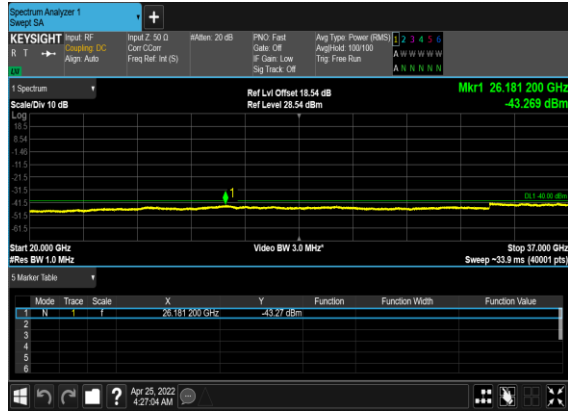 Spectrum Analyzer 1
Swept SA
+
KEYSIGHT Input: RF Input Z: 50 Ω #Atten: 20 dB PNO: Fast Avg Type: Power (RMS) 1 2 3 4 5 6
R T Coupling: DC Corr CCorr Gate: Off Avg|Hold: 100/100 A W W W W W
Align: Auto Freq Ref: Int (S) IF Gain: Low Trig: Free Run
Sig Track: Off A N N N N N
LW
1 Spectrum Ref Lvl Offset 18.54 dB Mkr1 26.181 200 GHz
Scale/Div 10 dB Ref Level 28.54 dBm -43.269 dBm
Log
18.5
8.54
-1.46
-11.5
-21.5
-31.5 1
DL1 -40.00 dBm
-41.5
-51.5
-61.5
Start 20.000 GHz Video BW 3.0 MHz* Stop 37.000 GHz
#Res BW 1.0 MHz Sweep ~33.9 ms (40001 pts)
5 Marker Table
Mode Trace Scale X Y Function Function Width Function Value
1 N 1 f 26.181 200 GHz -43.27 dBm
2
3
4
5
6
? Apr 25, 2022
4:27:04 AM